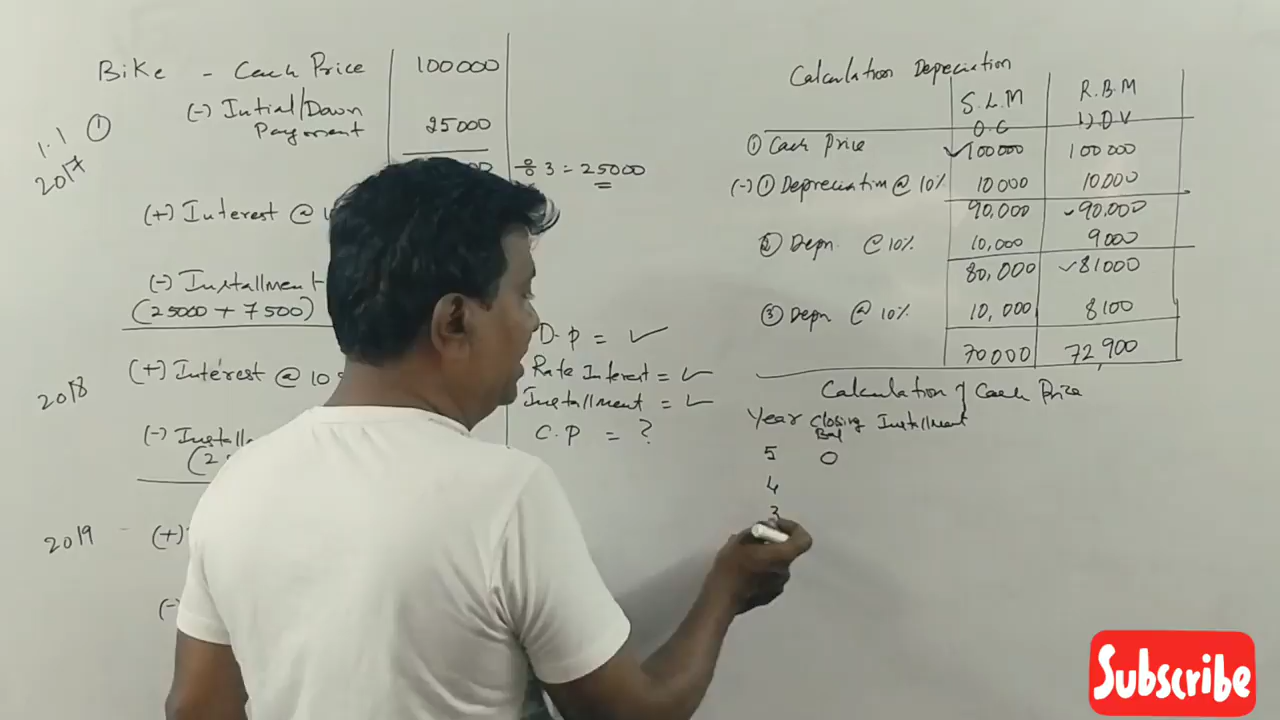 Bike - Cash Price 100000
(-) Initial/Down
Payment 25000
1.1 ①
2017
÷ 3 = 25000
(+) Interest @
(-) Installment
(25000 + 7500)
2018 (+) Interest @ 10
(-) Install
2019 (+)
(-)
D.P = ✓
Rate Interest = ✓
Installment = ✓
C.P = ?
Calculation Depreciation
S.L.M R.B.M
O.C W.D.V
① Cash Price ✓100000 100000
(-) ① Depreciation @ 10% 10000 10000
90,000 ✓90,000
② Depn. @ 10% 10,000 9000
80,000 ✓81000
③ Depn @ 10% 10,000 8100
70000 72,900
Calculation of Cash Price
Year Closing Installment
Bal
5 0
4
3
Subscribe